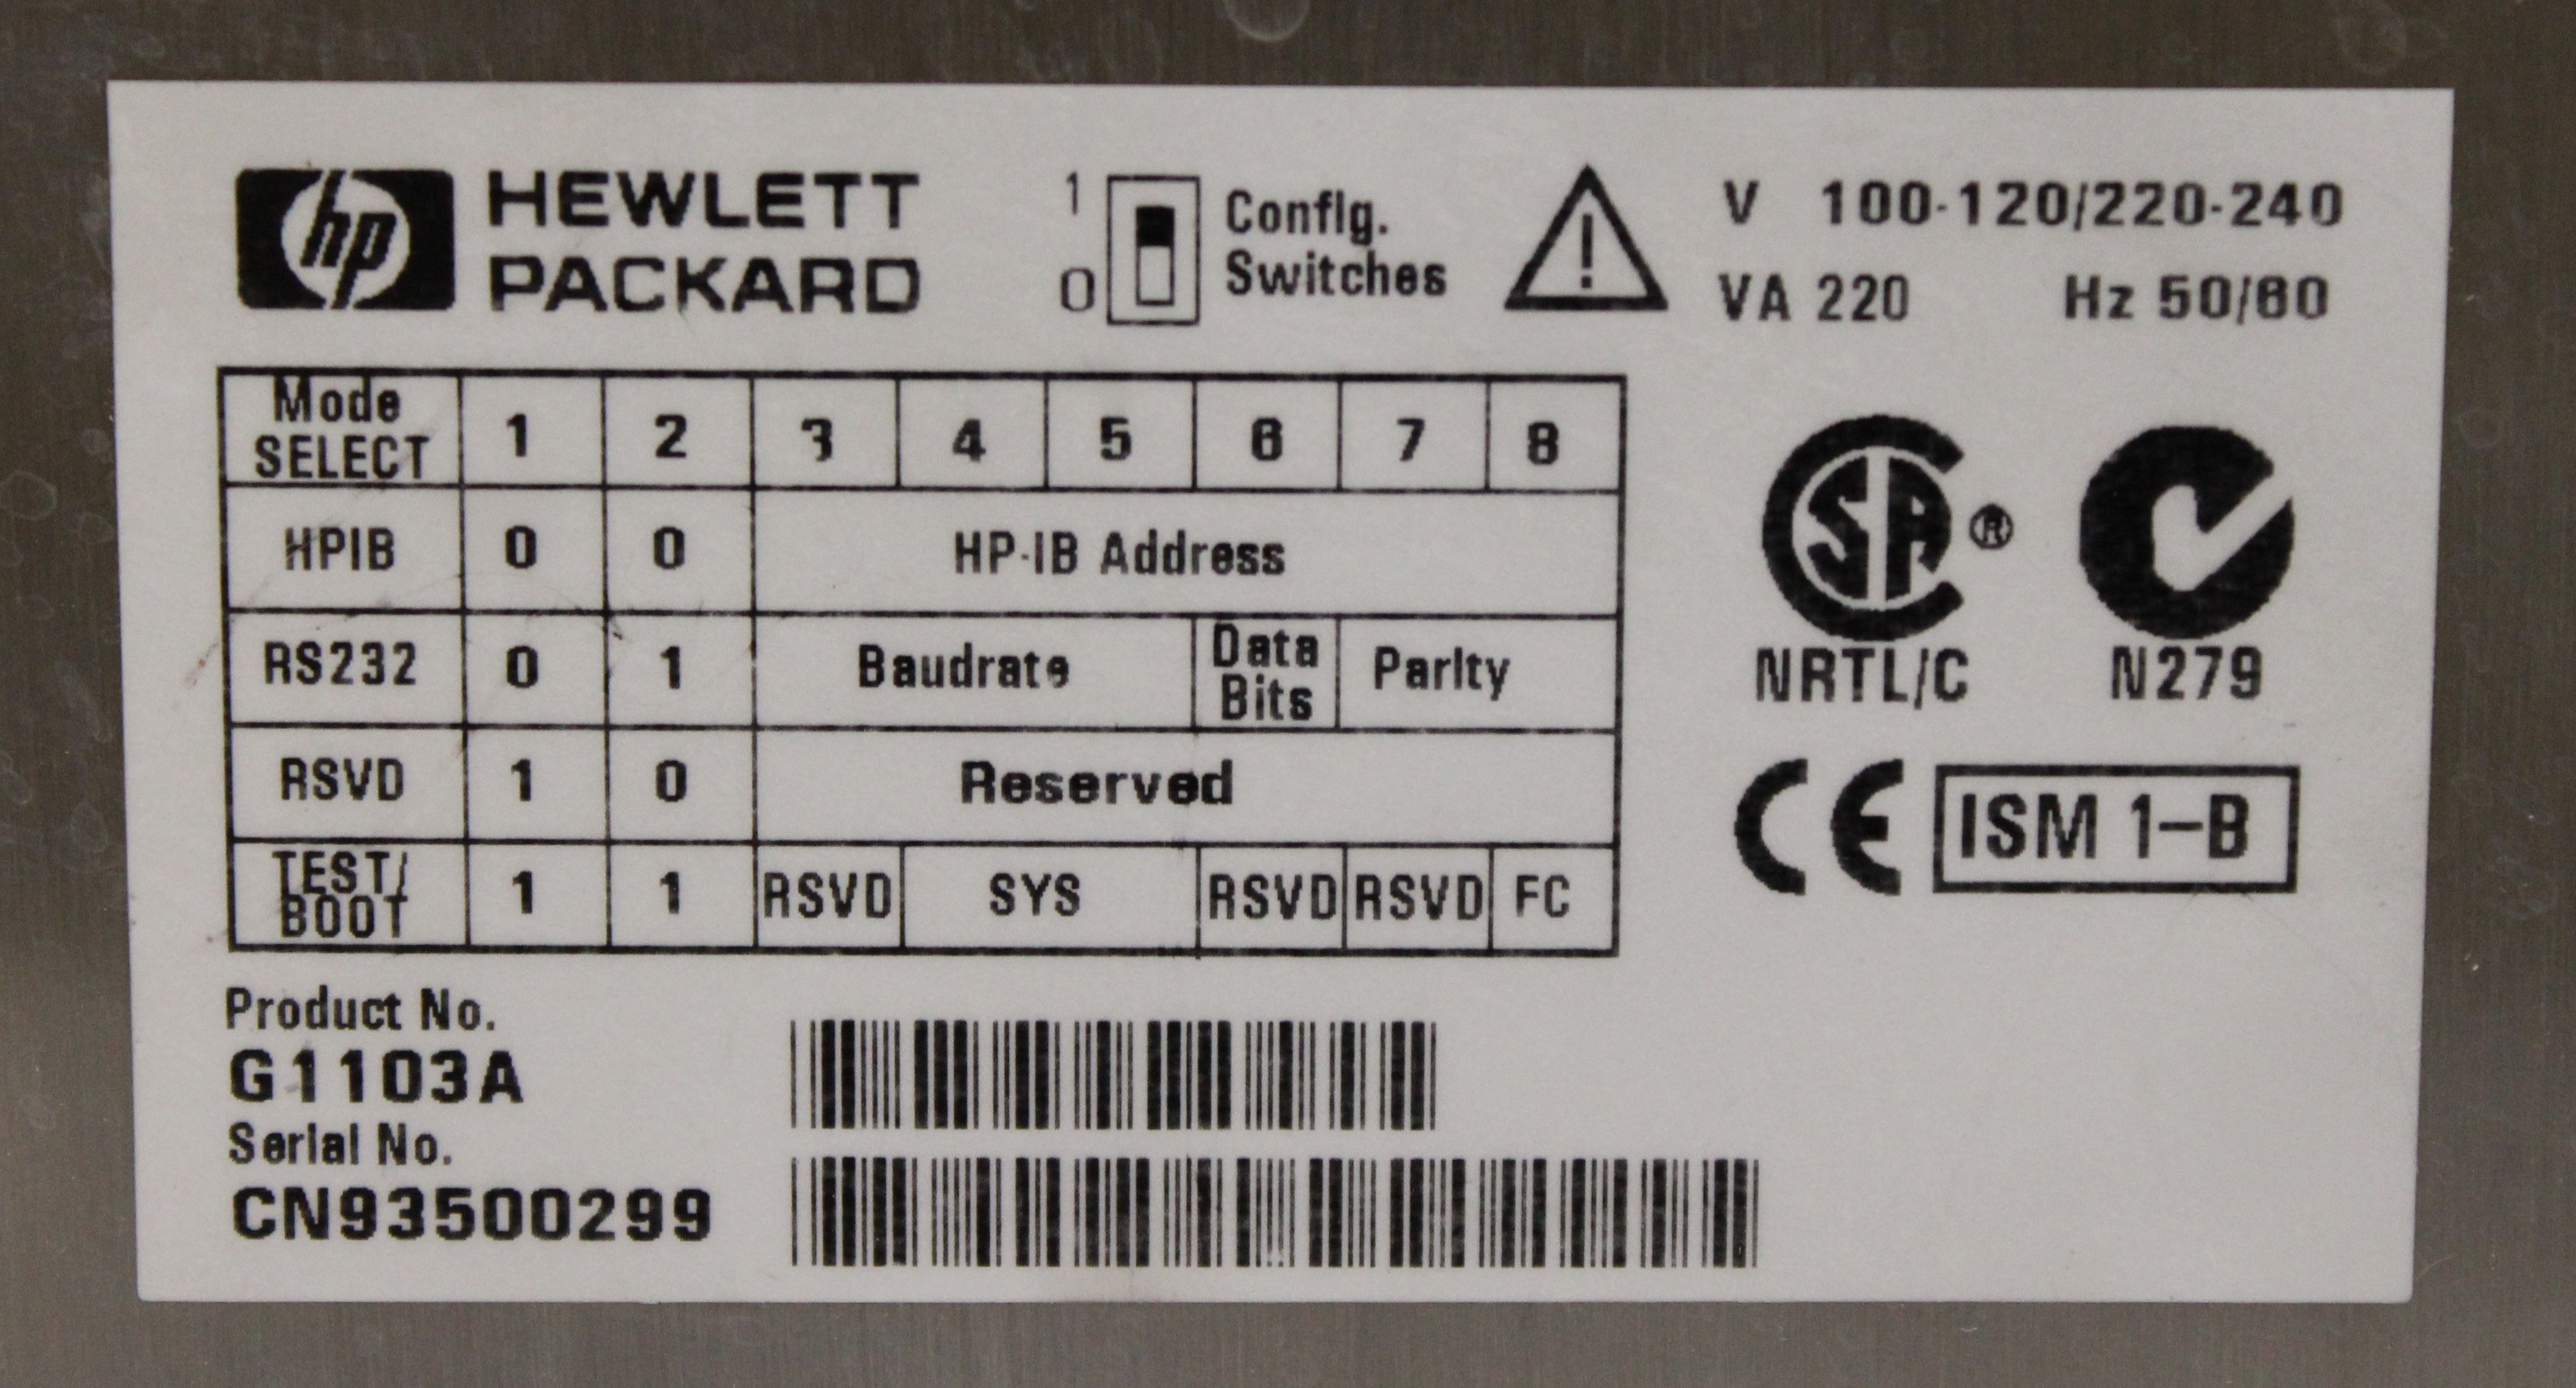 hp HEWLETT
PACKARD
1
0
Config.
Switches
!
V 100-120/220-240
VA 220 Hz 50/60
Mode
SELECT 1 2 3 4 5 6 7 8
HPIB 0 0 HP-IB Address
RS232 0 1 Baudrate Data
Bits Parity
RSVD 1 0 Reserved
TEST/
BOOT 1 1 RSVD SYS RSVD RSVD FC
SA ®
NRTL/C
N279
CE ISM 1-B
Product No.
G1103A
Serial No.
CN93500299